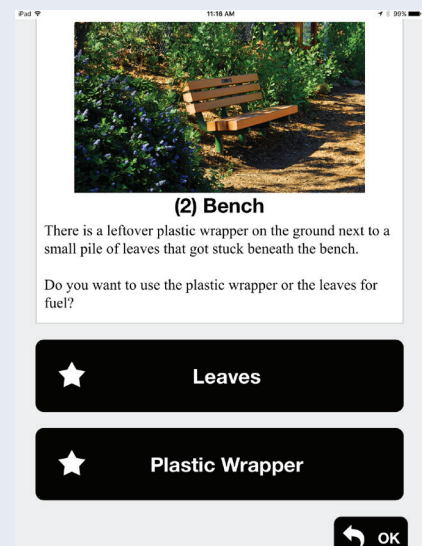 iPad
11:16 AM
99%
(2) Bench
There is a leftover plastic wrapper on the ground next to a
small pile of leaves that got stuck beneath the bench.
Do you want to use the plastic wrapper or the leaves for
fuel?
Leaves
Plastic Wrapper
OK